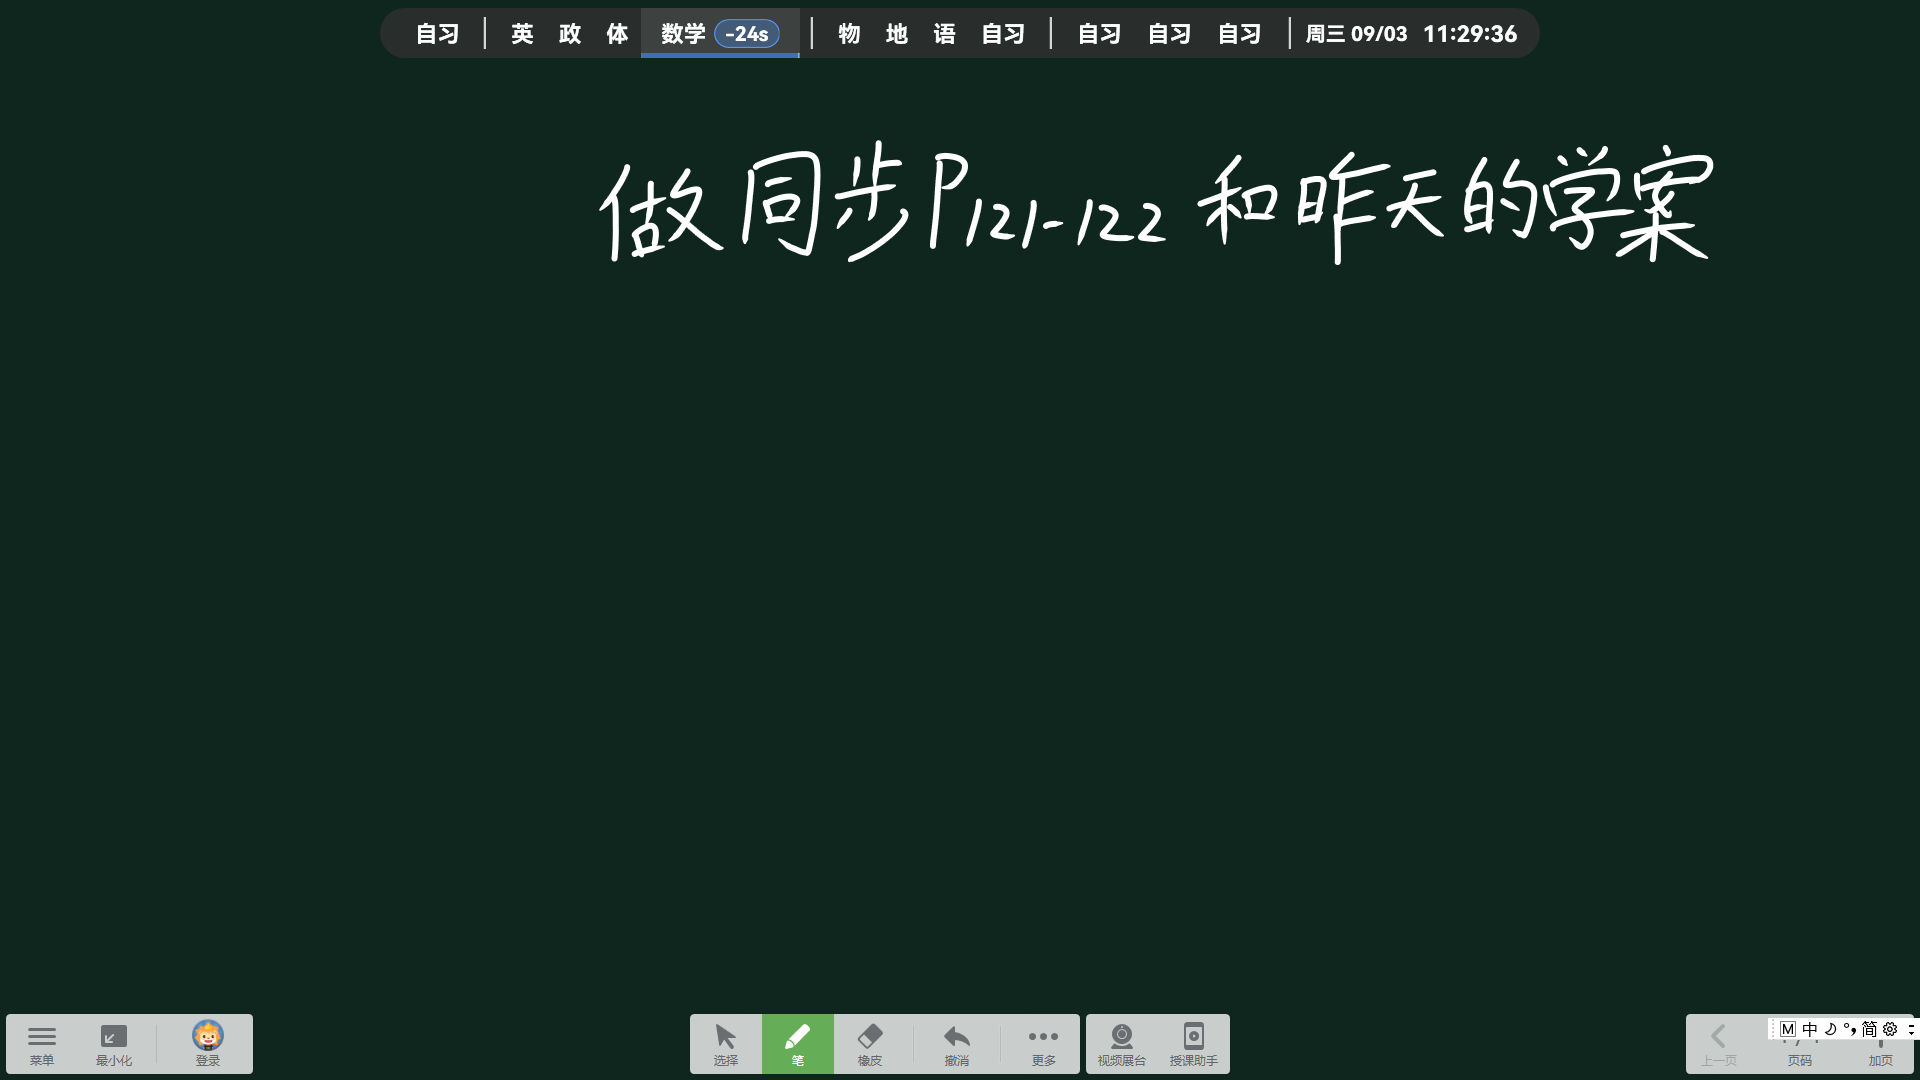 自习 | 英 政 体 数学 -24s | 物 地 语 自习 | 自习 自习 自习 | 周三 09/03 11:29:36
做同步P121-122 和昨天的学案
菜单 最小化 登录 选择 笔 橡皮 撤消 更多 视频展台 授课助手 上一页 页码 加页
M 中 简